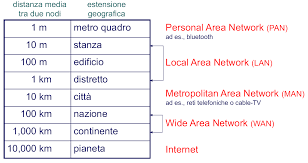 distanza media
tra due nodi
estensione
geografica
1 m metro quadro
10 m stanza
100 m edificio
1 km distretto
10 km città
100 km nazione
1,000 km continente
10,000 km pianeta
Personal Area Network (PAN)
ad es., bluetooth
Local Area Network (LAN)
Metropolitan Area Network (MAN)
ad es., reti telefoniche o cable-TV
Wide Area Network (WAN)
Internet